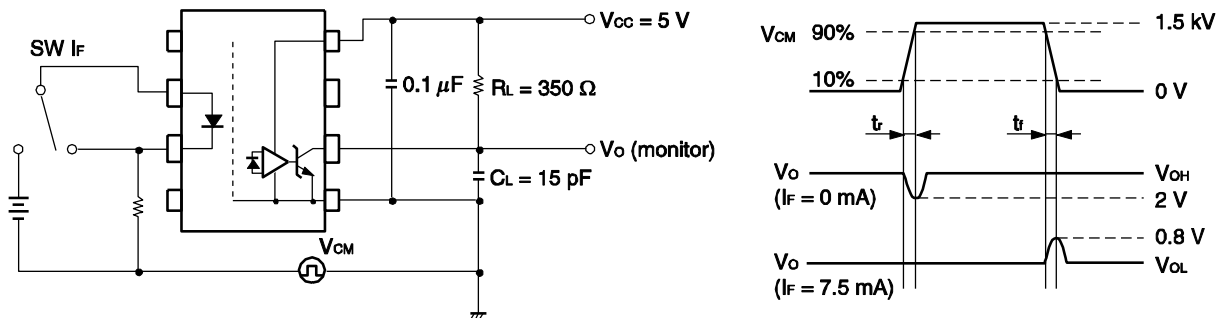 SW IF
VCC = 5 V
0.1 μF
RL = 350 Ω
VO (monitor)
CL = 15 pF
VCM
VCM 90%
10%
1.5 kV
0 V
tr
tf
VO
(IF = 0 mA)
VOH
2 V
0.8 V
VO
(IF = 7.5 mA)
VOL